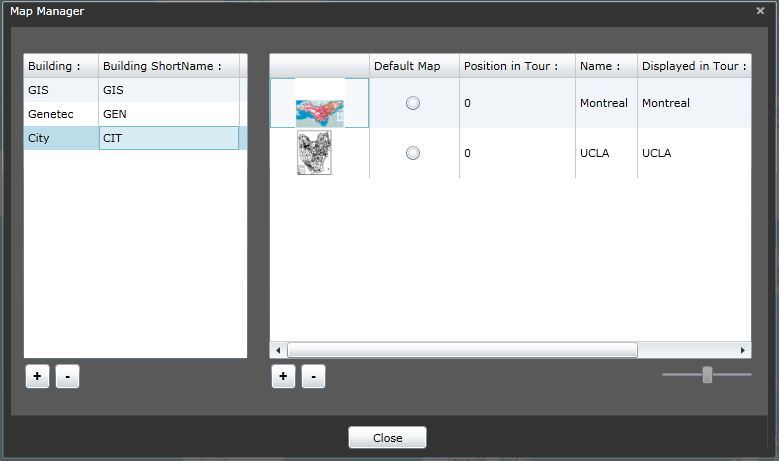 Map Manager
Building : Building ShortName :
GIS GIS
Genetec GEN
City CIT
Default Map Position in Tour : Name : Displayed in Tour :
0 Montreal Montreal
0 UCLA UCLA
+ -
+ -
Close